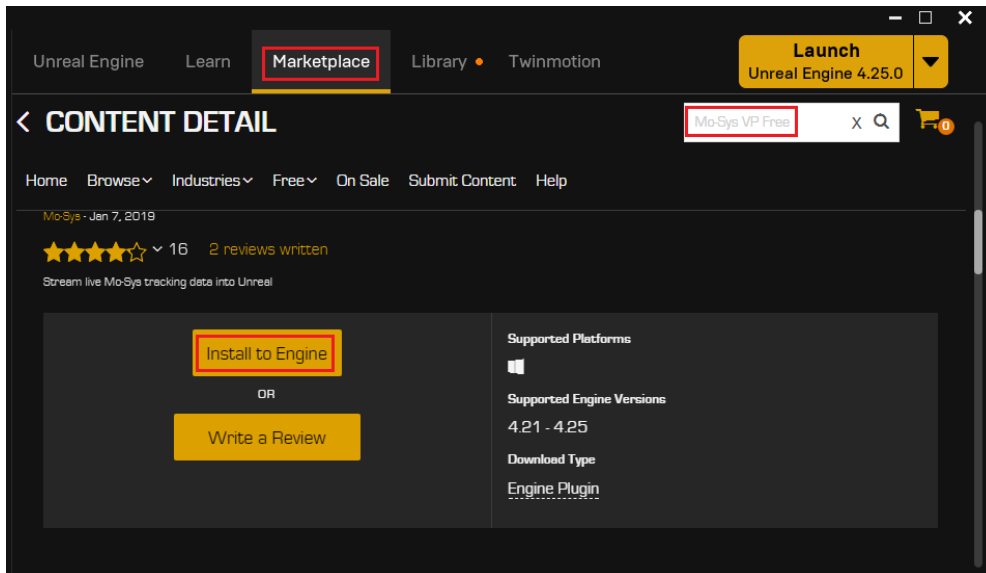 Unreal Engine Learn Marketplace Library Twinmotion
Launch
Unreal Engine 4.25.0
CONTENT DETAIL
Mo-Sys VP Free X
0
Home Browse Industries Free On Sale Submit Content Help
Mo-Sys - Jan 7, 2019
16 2 reviews written
Stream live Mo-Sys tracking data into Unreal
Install to Engine
OR
Write a Review
Supported Platforms
Supported Engine Versions
4.21 - 4.25
Download Type
Engine Plugin